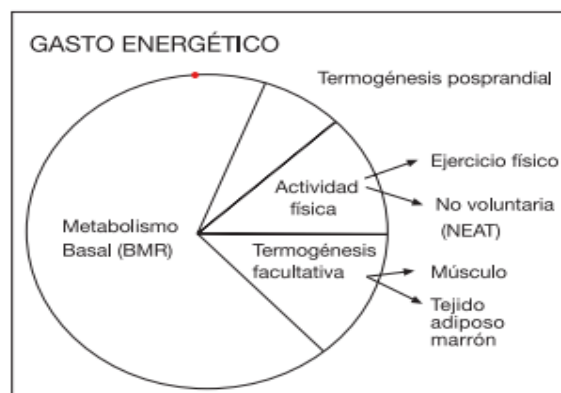 GASTO ENERGÉTICO
Termogénesis posprandial
Ejercicio físico
Actividad
física
No voluntaria
(NEAT)
Metabolismo
Basal (BMR)
Termogénesis
facultativa
Músculo
Tejido
adiposo
marrón